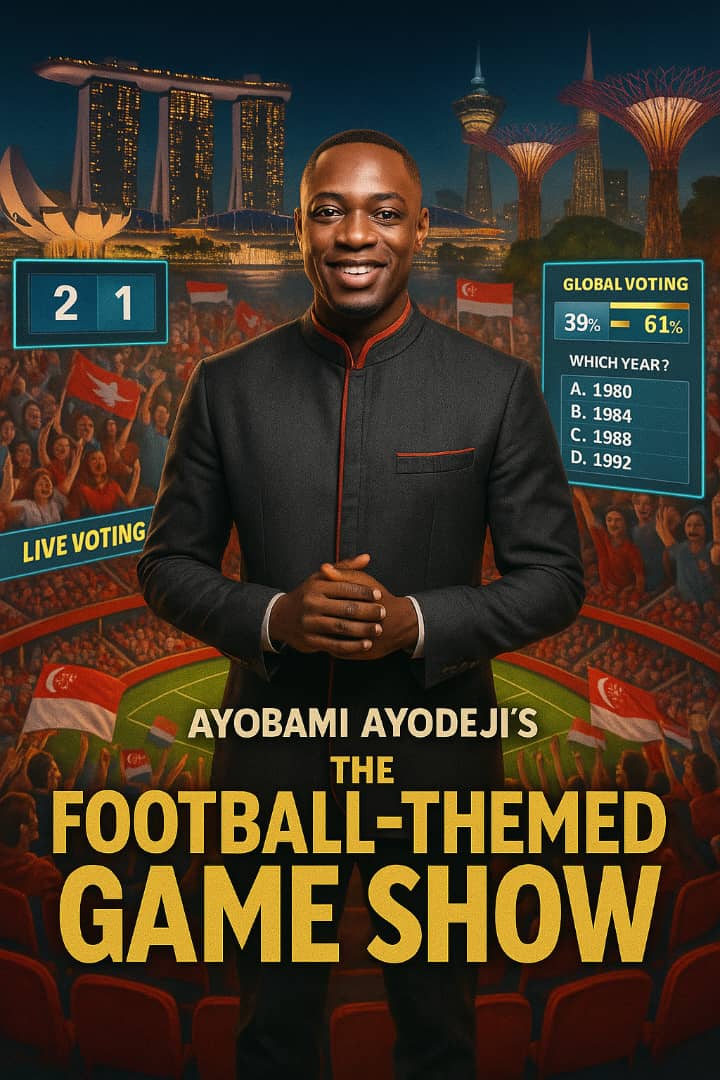 2 1
GLOBAL VOTING
39% 61%
WHICH YEAR?
A. 1980
B. 1984
C. 1988
D. 1992
LIVE VOTING
AYOBAMI AYODEJI'S
THE
FOOTBALL-THEMED
GAME SHOW